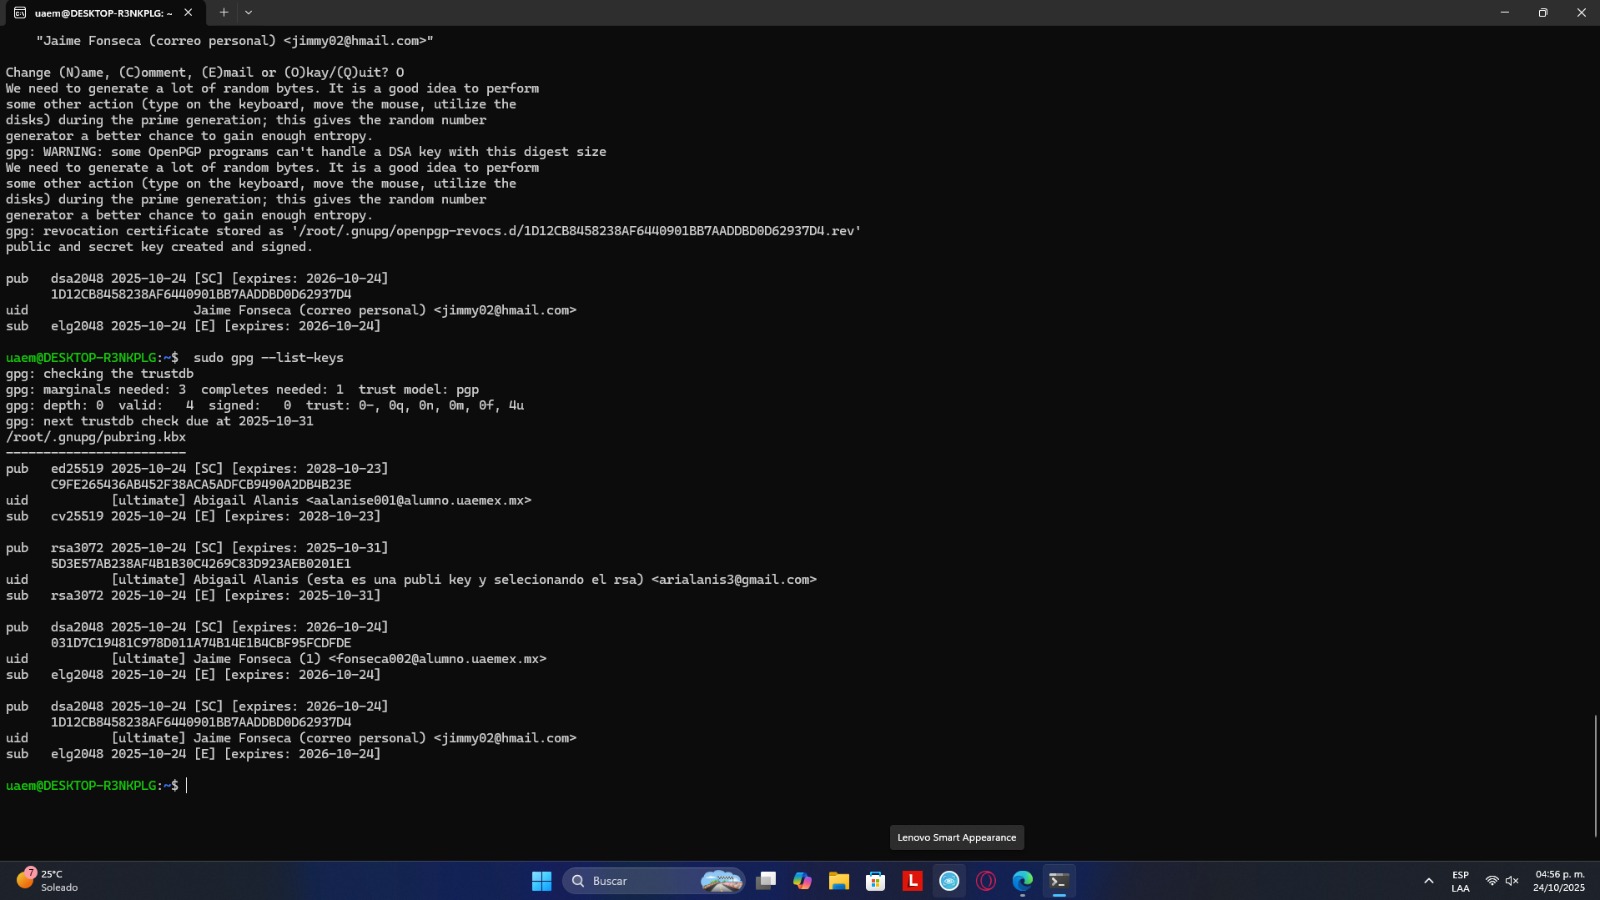 uaem@DESKTOP-R3NKPLG: ~
"Jaime Fonseca (correo personal) <jimmy02@hmail.com>"
Change (N)ame, (C)omment, (E)mail or (O)kay/(Q)uit? O
We need to generate a lot of random bytes. It is a good idea to perform
some other action (type on the keyboard, move the mouse, utilize the
disks) during the prime generation; this gives the random number
generator a better chance to gain enough entropy.
gpg: WARNING: some OpenPGP programs can't handle a DSA key with this digest size
We need to generate a lot of random bytes. It is a good idea to perform
some other action (type on the keyboard, move the mouse, utilize the
disks) during the prime generation; this gives the random number
generator a better chance to gain enough entropy.
gpg: revocation certificate stored as '/root/.gnupg/openpgp-revocs.d/1D12CB8458238AF6440901BB7AADDBD0D62937D4.rev'
public and secret key created and signed.
pub   dsa2048 2025-10-24 [SC] [expires: 2026-10-24]
1D12CB8458238AF6440901BB7AADDBD0D62937D4
uid                      Jaime Fonseca (correo personal) <jimmy02@hmail.com>
sub   elg2048 2025-10-24 [E] [expires: 2026-10-24]
uaem@DESKTOP-R3NKPLG:~$  sudo gpg --list-keys
gpg: checking the trustdb
gpg: marginals needed: 3  completes needed: 1  trust model: pgp
gpg: depth: 0  valid:   4  signed:   0  trust: 0-, 0q, 0n, 0m, 0f, 4u
gpg: next trustdb check due at 2025-10-31
/root/.gnupg/pubring.kbx
------------------------
pub   ed25519 2025-10-24 [SC] [expires: 2028-10-23]
C9FE265436AB452F38ACA5ADFCB9490A2DB4B23E
uid           [ultimate] Abigail Alanis <aalanise001@alumno.uaemex.mx>
sub   cv25519 2025-10-24 [E] [expires: 2028-10-23]
pub   rsa3072 2025-10-24 [SC] [expires: 2025-10-31]
5D3E57AB238AF4B1B30C4269C83D923AEB0201E1
uid           [ultimate] Abigail Alanis (esta es una publi key y selecionando el rsa) <arialanis3@gmail.com>
sub   rsa3072 2025-10-24 [E] [expires: 2025-10-31]
pub   dsa2048 2025-10-24 [SC] [expires: 2026-10-24]
031D7C19481C978D011A74B14E1B4CBF95FCDFDE
uid           [ultimate] Jaime Fonseca (1) <fonseca002@alumno.uaemex.mx>
sub   elg2048 2025-10-24 [E] [expires: 2026-10-24]
pub   dsa2048 2025-10-24 [SC] [expires: 2026-10-24]
1D12CB8458238AF6440901BB7AADDBD0D62937D4
uid           [ultimate] Jaime Fonseca (correo personal) <jimmy02@hmail.com>
sub   elg2048 2025-10-24 [E] [expires: 2026-10-24]
uaem@DESKTOP-R3NKPLG:~$
Lenovo Smart Appearance
7
25°C
Soleado
Buscar
L
ESP
LAA
04:56 p. m.
24/10/2025